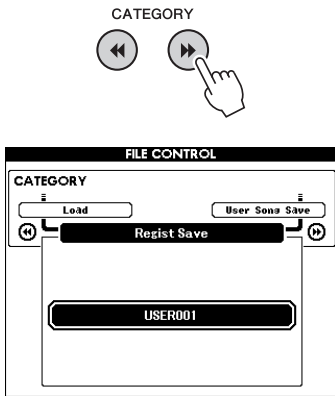 CATEGORY
FILE CONTROL
CATEGORY
Load
User Song Save
Regist Save
USER001